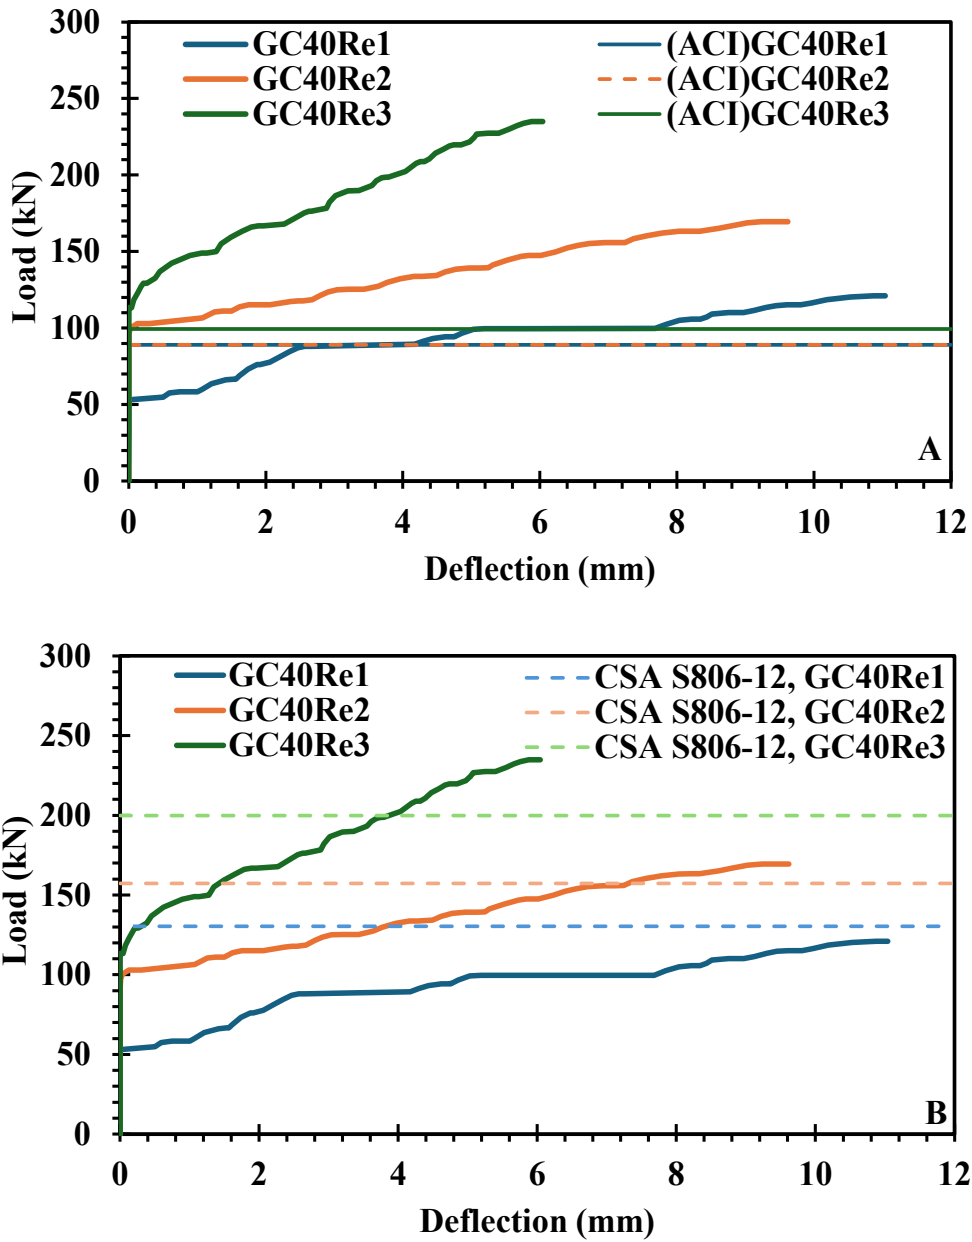 300
250
200
150
100
50
0
Load (kN)
GC40Re1
GC40Re2
GC40Re3
(ACI)GC40Re1
(ACI)GC40Re2
(ACI)GC40Re3
A
0 2 4 6 8 10 12
Deflection (mm)
300
250
200
150
100
50
0
Load (kN)
GC40Re1
GC40Re2
GC40Re3
CSA S806-12, GC40Re1
CSA S806-12, GC40Re2
CSA S806-12, GC40Re3
B
0 2 4 6 8 10 12
Deflection (mm)